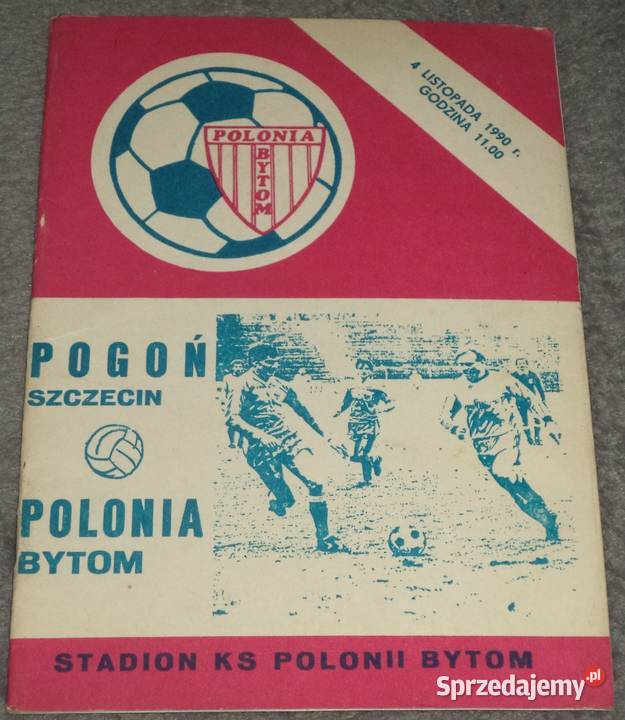 POLONIA
BYTOM
4 LISTOPADA 1990 r.
GODZINA 11.00
POGOŃ
SZCZECIN
POLONIA
BYTOM
STADION KS POLONII BYTOM
Sprzedajemy.pl